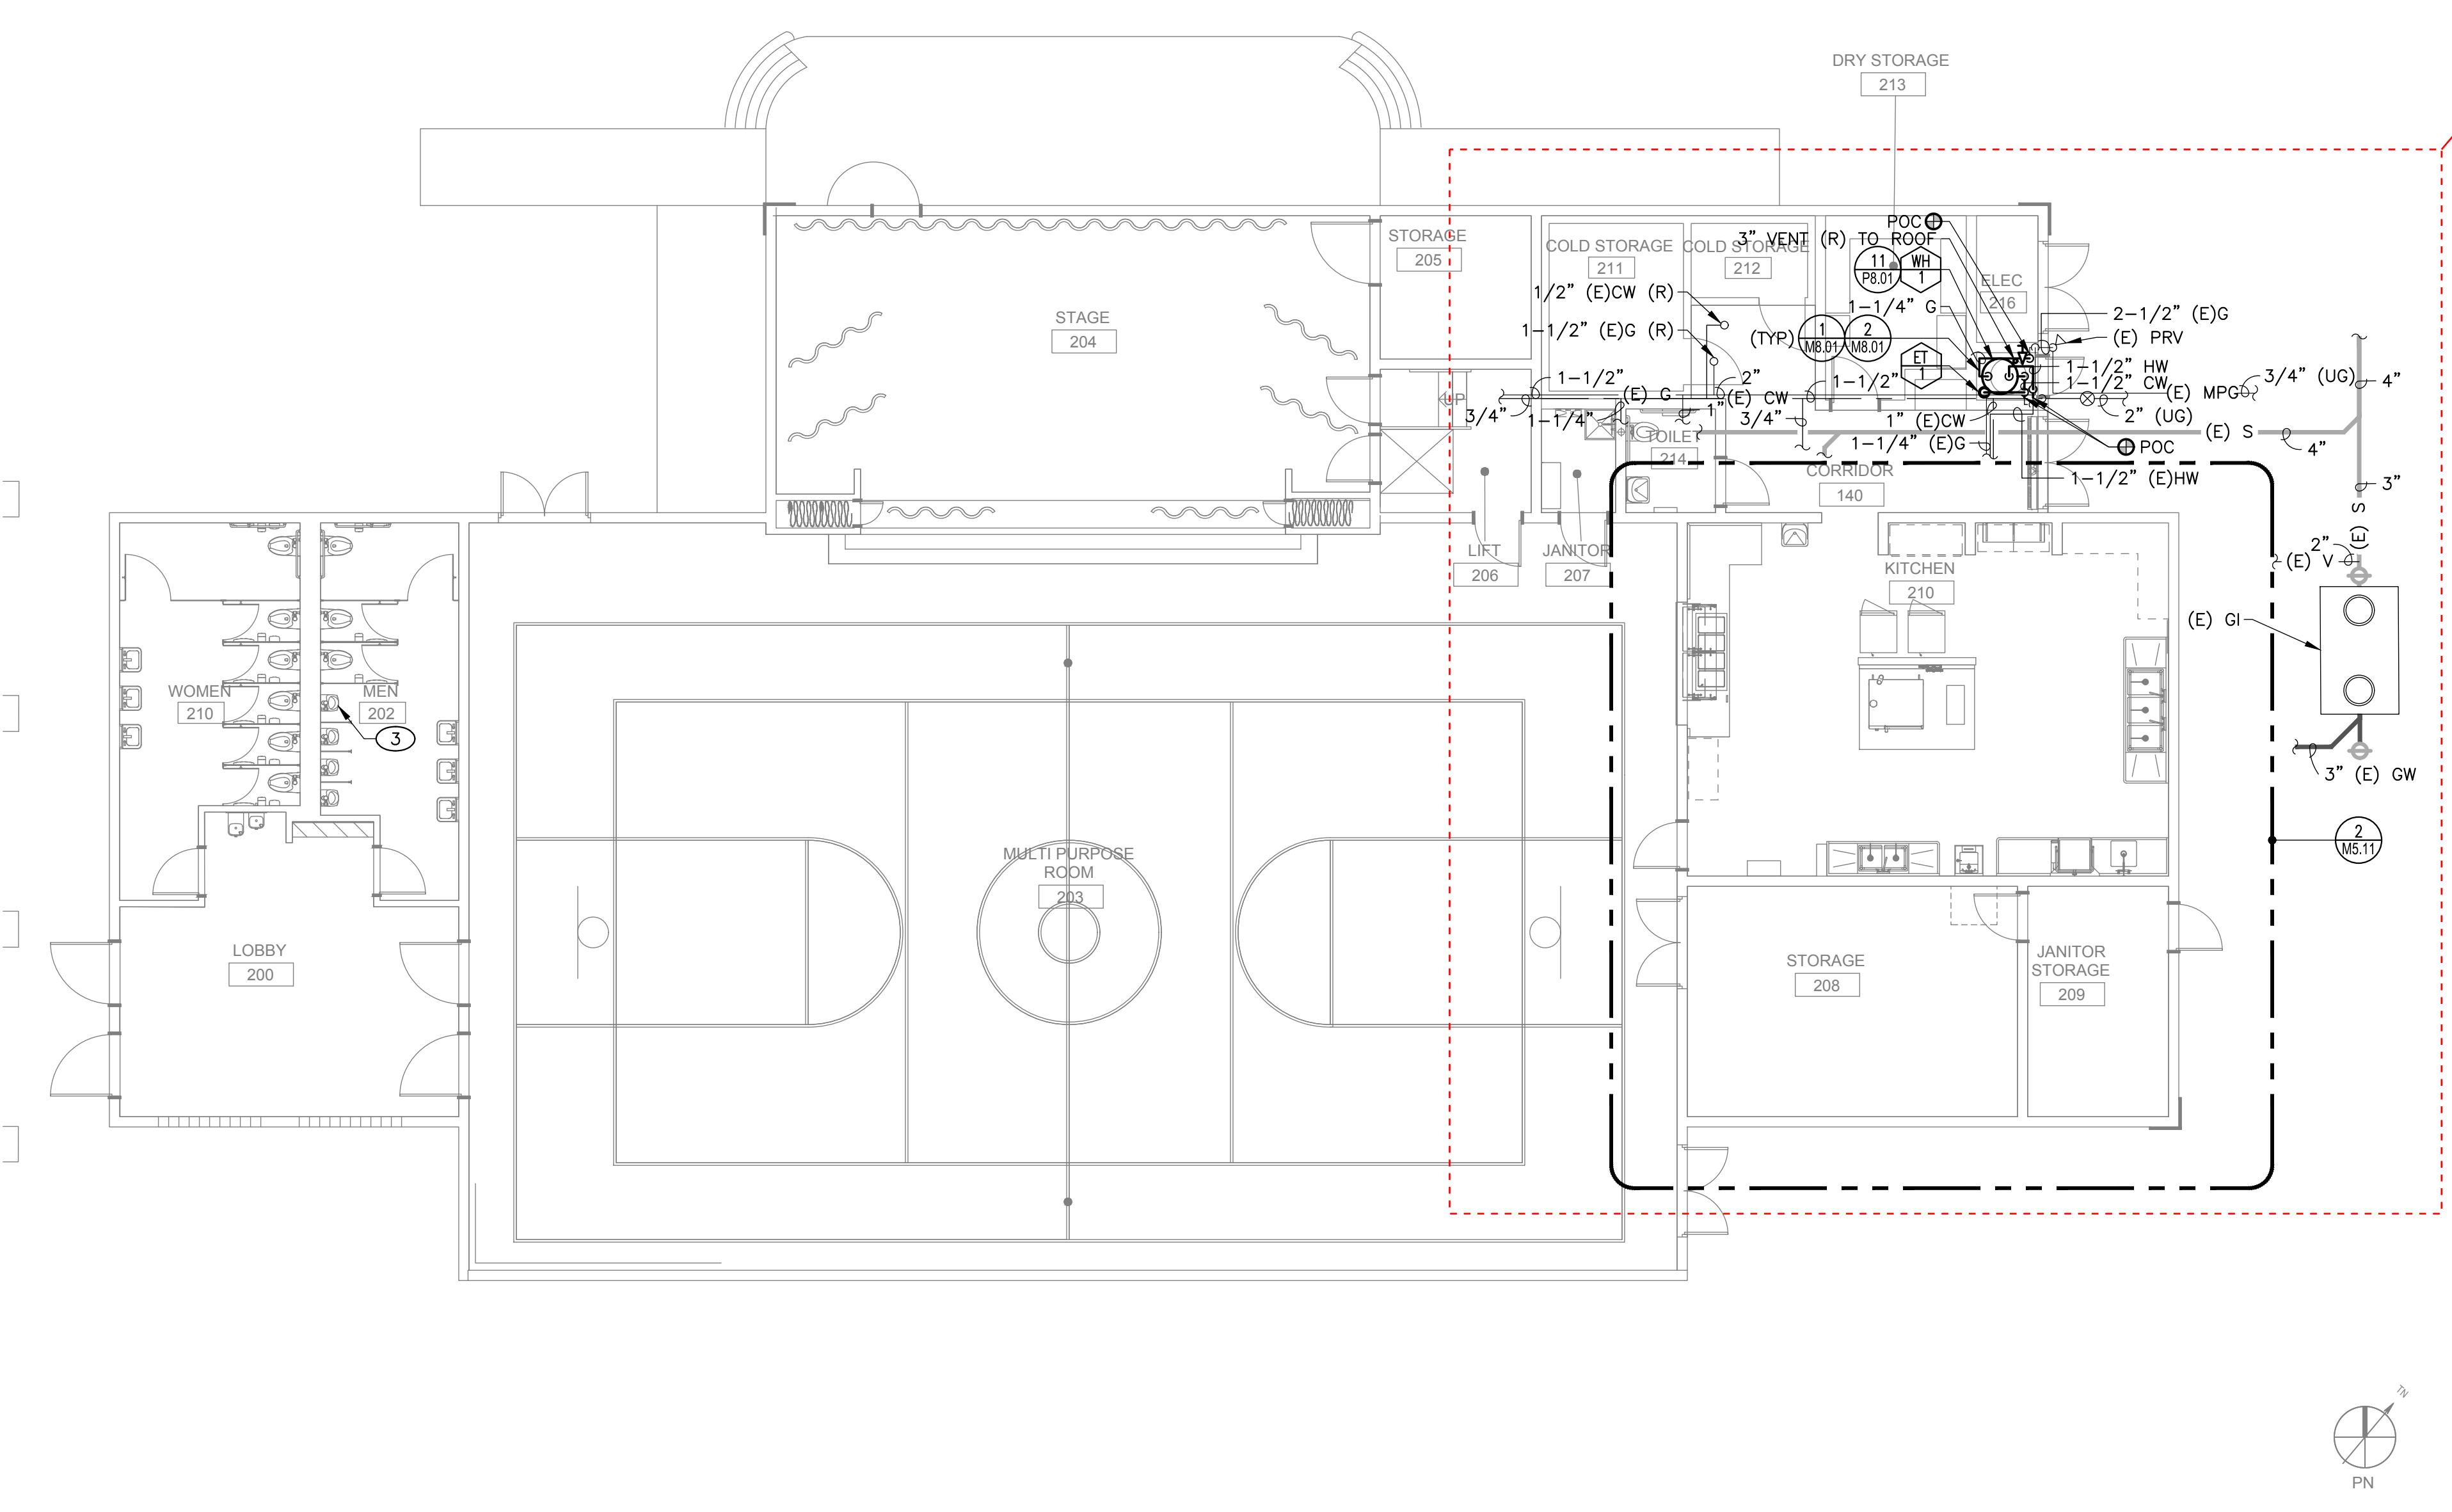 DRY STORAGE
213
POC
3" VENT (R) TO ROOF
STORAGE
205
COLD STORAGE
211
COLD STORAGE
212
11
P8.01
WH
1
ELEC
216
1/2" (E)CW (R)
1-1/4" G
2-1/2" (E)G
STAGE
204
1-1/2" (E)G (R)
(TYP)
1
M8.01
2
M8.01
(E) PRV
ET
1
1-1/2" HW
1-1/2" CW
1-1/2"
2"
1-1/2"
(E) MPG
3/4" (UG)
4"
UP
(E) G
(E) CW
3/4"
1-1/4"
1"
3/4"
1" (E)CW
2" (UG)
TOILET
214
1-1/4" (E)G
(E) S
4"
POC
CORRIDOR
140
1-1/2" (E)HW
3"
(E) S
LIFT
206
JANITOR
207
2"
(E) V
KITCHEN
210
(E) GI
WOMEN
210
MEN
202
3
3" (E) GW
2
M5.11
MULTI PURPOSE
ROOM
203
LOBBY
200
STORAGE
208
JANITOR
STORAGE
209
TN
PN